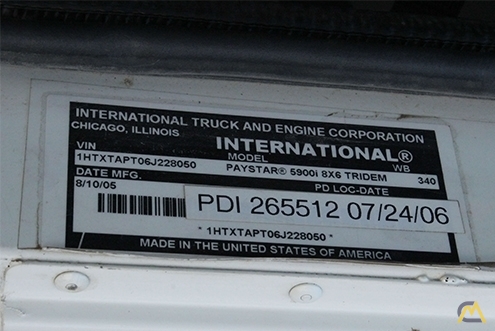 INTERNATIONAL TRUCK AND ENGINE CORPORATION
CHICAGO, ILLINOIS
INTERNATIONAL®
VIN MODEL WB
1HTXTAPT06J228050 PAYSTAR® 5900i 8X6 TRIDEM 340
DATE MFG. PD LOC-DATE
8/10/05
PDI 265512 07/24/06
* 1HTXTAPT06J228050 *
MADE IN THE UNITED STATES OF AMERICA